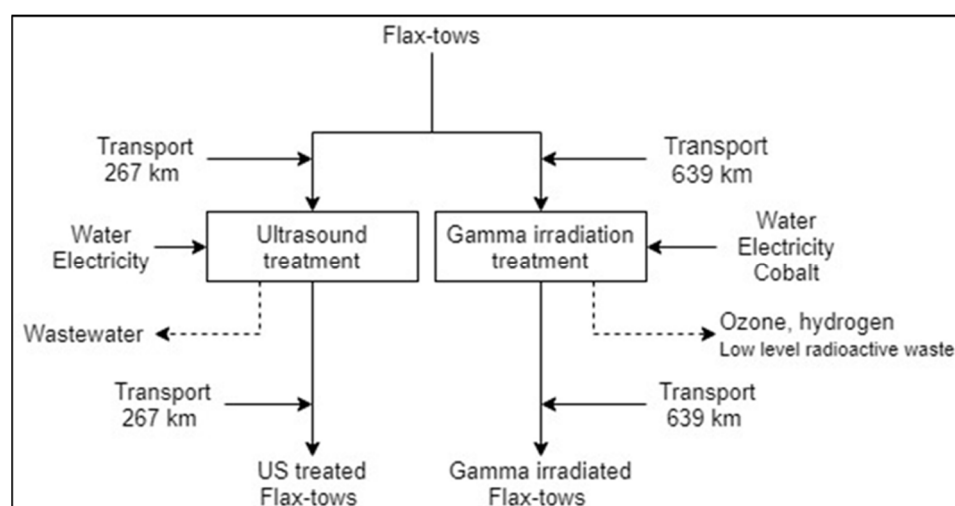 Flax-tows
Transport
267 km
Transport
639 km
Water
Electricity
Ultrasound
treatment
Gamma irradiation
treatment
Water
Electricity
Cobalt
Wastewater
Ozone, hydrogen
Low level radioactive waste
Transport
267 km
Transport
639 km
US treated
Flax-tows
Gamma irradiated
Flax-tows